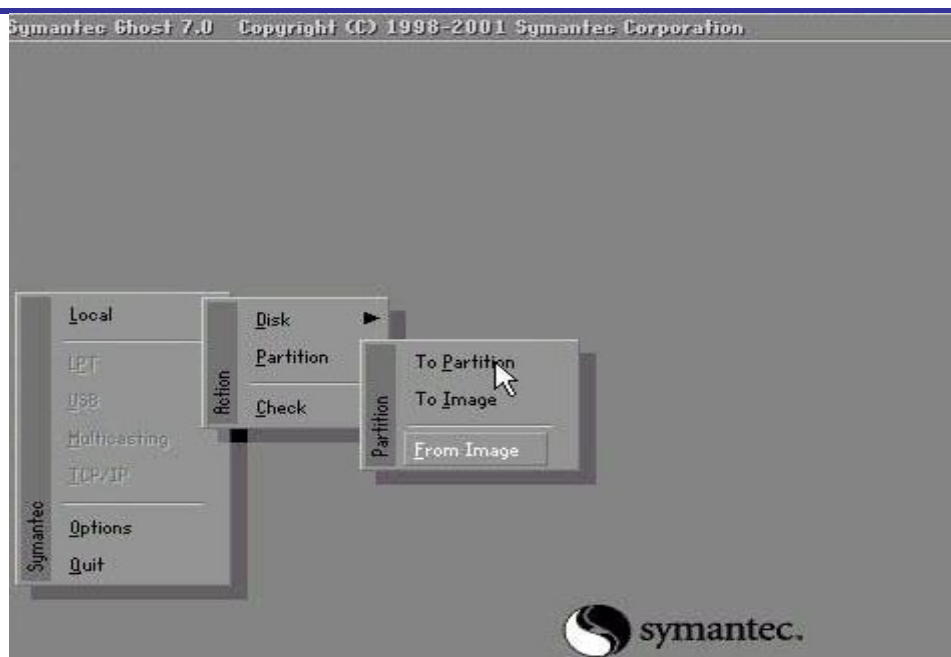 Symantec Ghost 7.0 Copyright (C) 1998-2001 Symantec Corporation
Local
LPT
USB
Multicasting
TCP/IP
Options
Quit
Symantec
Disk
Partition
Check
Action
To Partition
To Image
From Image
Partition
symantec.